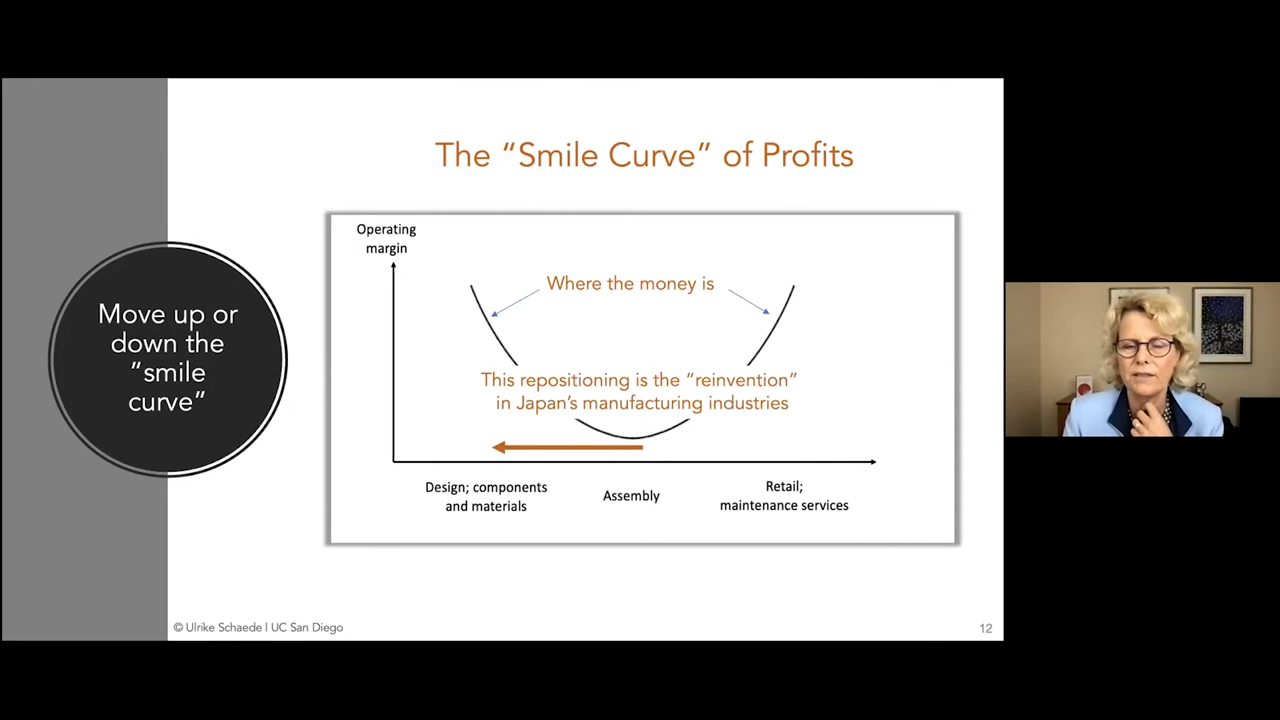 The “Smile Curve” of Profits
Move up or
down the
“smile
curve”
Operating
margin
Where the money is
This repositioning is the “reinvention”
in Japan’s manufacturing industries
Design; components
and materials
Assembly
Retail;
maintenance services
© Ulrike Schaede | UC San Diego
12